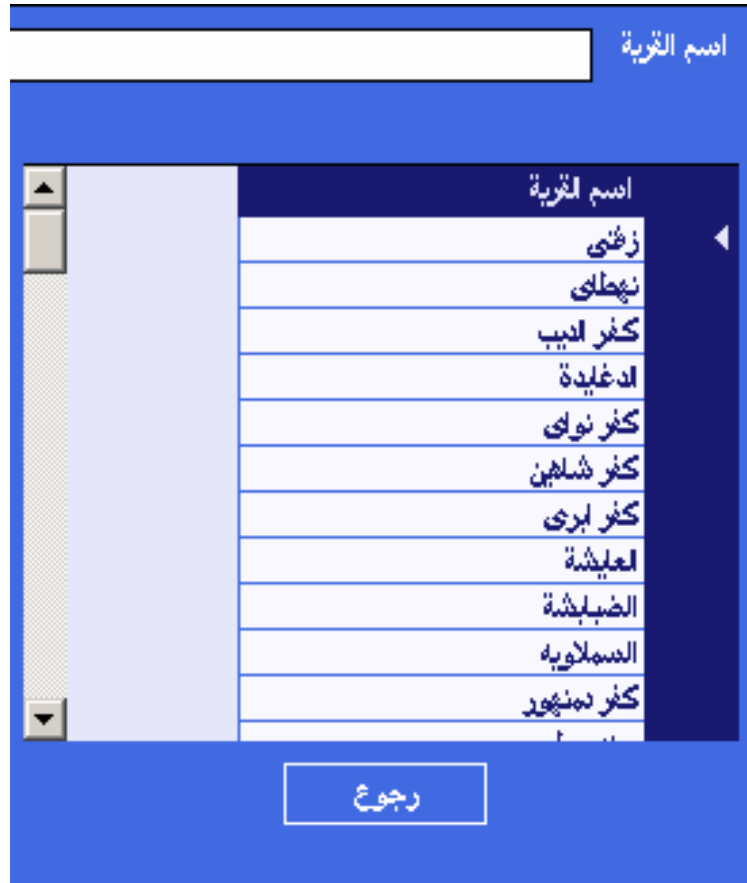 اسم القرية
اسم القرية
زفتى
نهطاى
كفر الديب
الدغايدة
كفر نواى
كفر شاهين
كفر ابرى
العايشة
الضبابشة
السملاويه
كفر دمنهور
رجوع